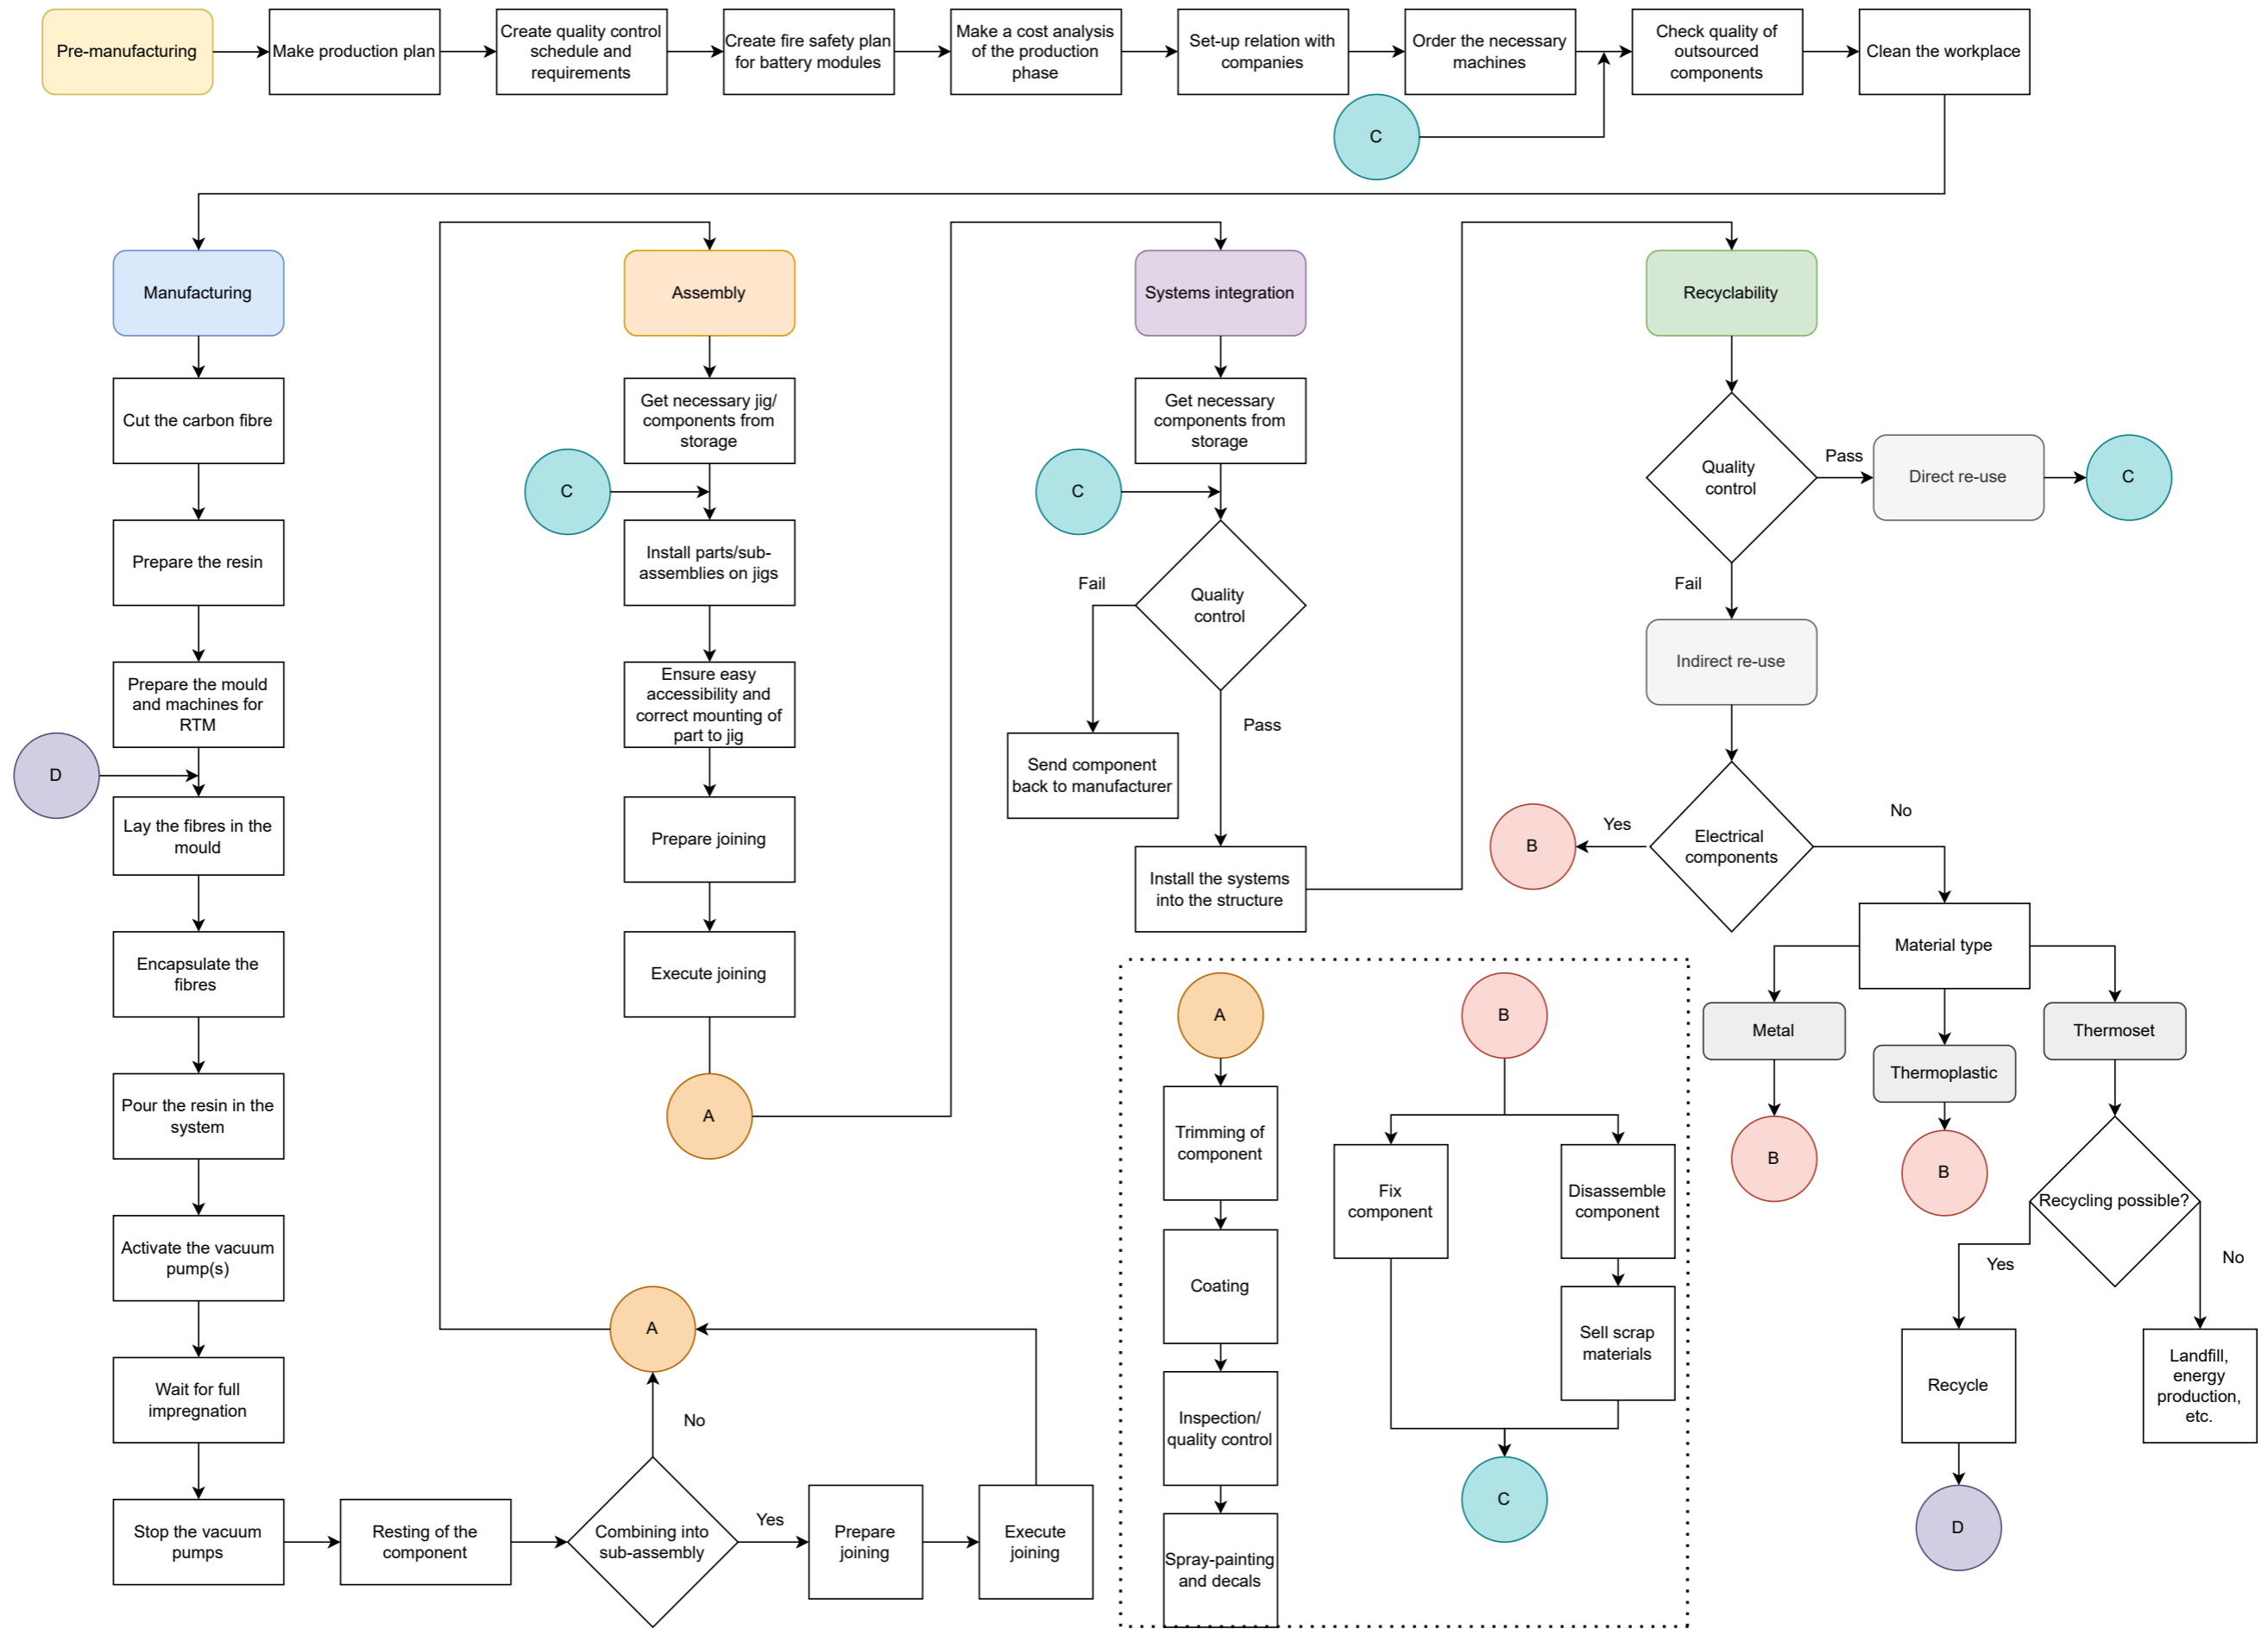 Pre-manufacturing
Make production plan
Create quality control
schedule and
requirements
Create fire safety plan
for battery modules
Make a cost analysis
of the production
phase
Set-up relation with
companies
Order the necessary
machines
Check quality of
outsourced
components
Clean the workplace
C
Manufacturing
Cut the carbon fibre
Prepare the resin
Prepare the mould
and machines for
RTM
D
Lay the fibres in the
mould
Encapsulate the
fibres
Pour the resin in the
system
Activate the vacuum
pump(s)
Wait for full
impregnation
Stop the vacuum
pumps
Resting of the
component
Combining into
sub-assembly
No
Yes
Prepare
joining
Execute
joining
A
Assembly
Get necessary jig/
components from
storage
C
Install parts/sub-
assemblies on jigs
Ensure easy
accessibility and
correct mounting of
part to jig
Prepare joining
Execute joining
A
Systems integration
Get necessary
components from
storage
C
Quality
control
Fail
Pass
Send component
back to manufacturer
Install the systems
into the structure
Recyclability
Quality
control
Pass
Direct re-use
C
Fail
Indirect re-use
Electrical
components
Yes
B
No
Material type
Metal
Thermoplastic
Thermoset
B
B
Recycling possible?
Yes
No
Recycle
Landfill,
energy
production,
etc.
D
A
Trimming of
component
Coating
Inspection/
quality control
Spray-painting
and decals
B
Fix
component
Disassemble
component
Sell scrap
materials
C